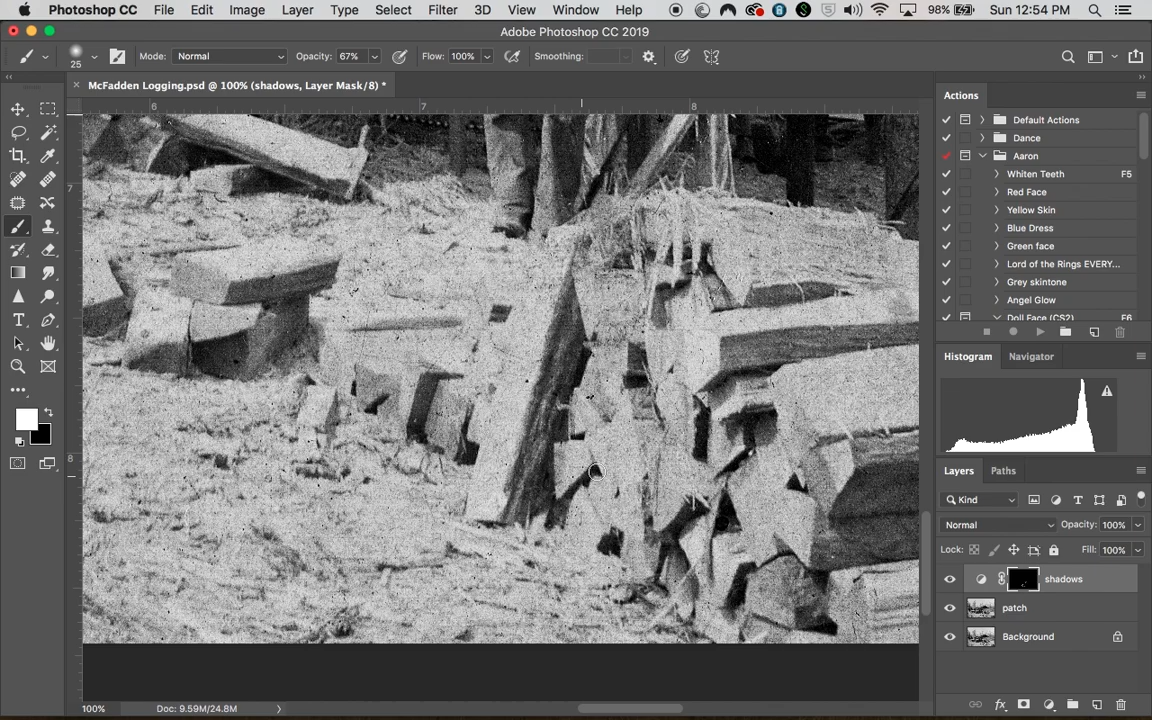 Photoshop CC File Edit Image Layer Type Select Filter 3D View Window Help 98% Sun 12:54 PM
Adobe Photoshop CC 2019
25 Mode: Normal Opacity: 67% Flow: 100% Smoothing:
× McFadden Logging.psd @ 100% (shadows, Layer Mask/8) *
6 7 8
7
8
Actions
Default Actions
Dance
Aaron
Whiten Teeth F5
Red Face
Yellow Skin
Blue Dress
Green face
Lord of the Rings EVERY...
Grey skintone
Angel Glow
Doll Face (CS2) F6
Histogram Navigator
Layers Paths
Kind
Normal Opacity: 100%
Lock: Fill: 100%
shadows
patch
Background
100% Doc: 9.59M/24.8M